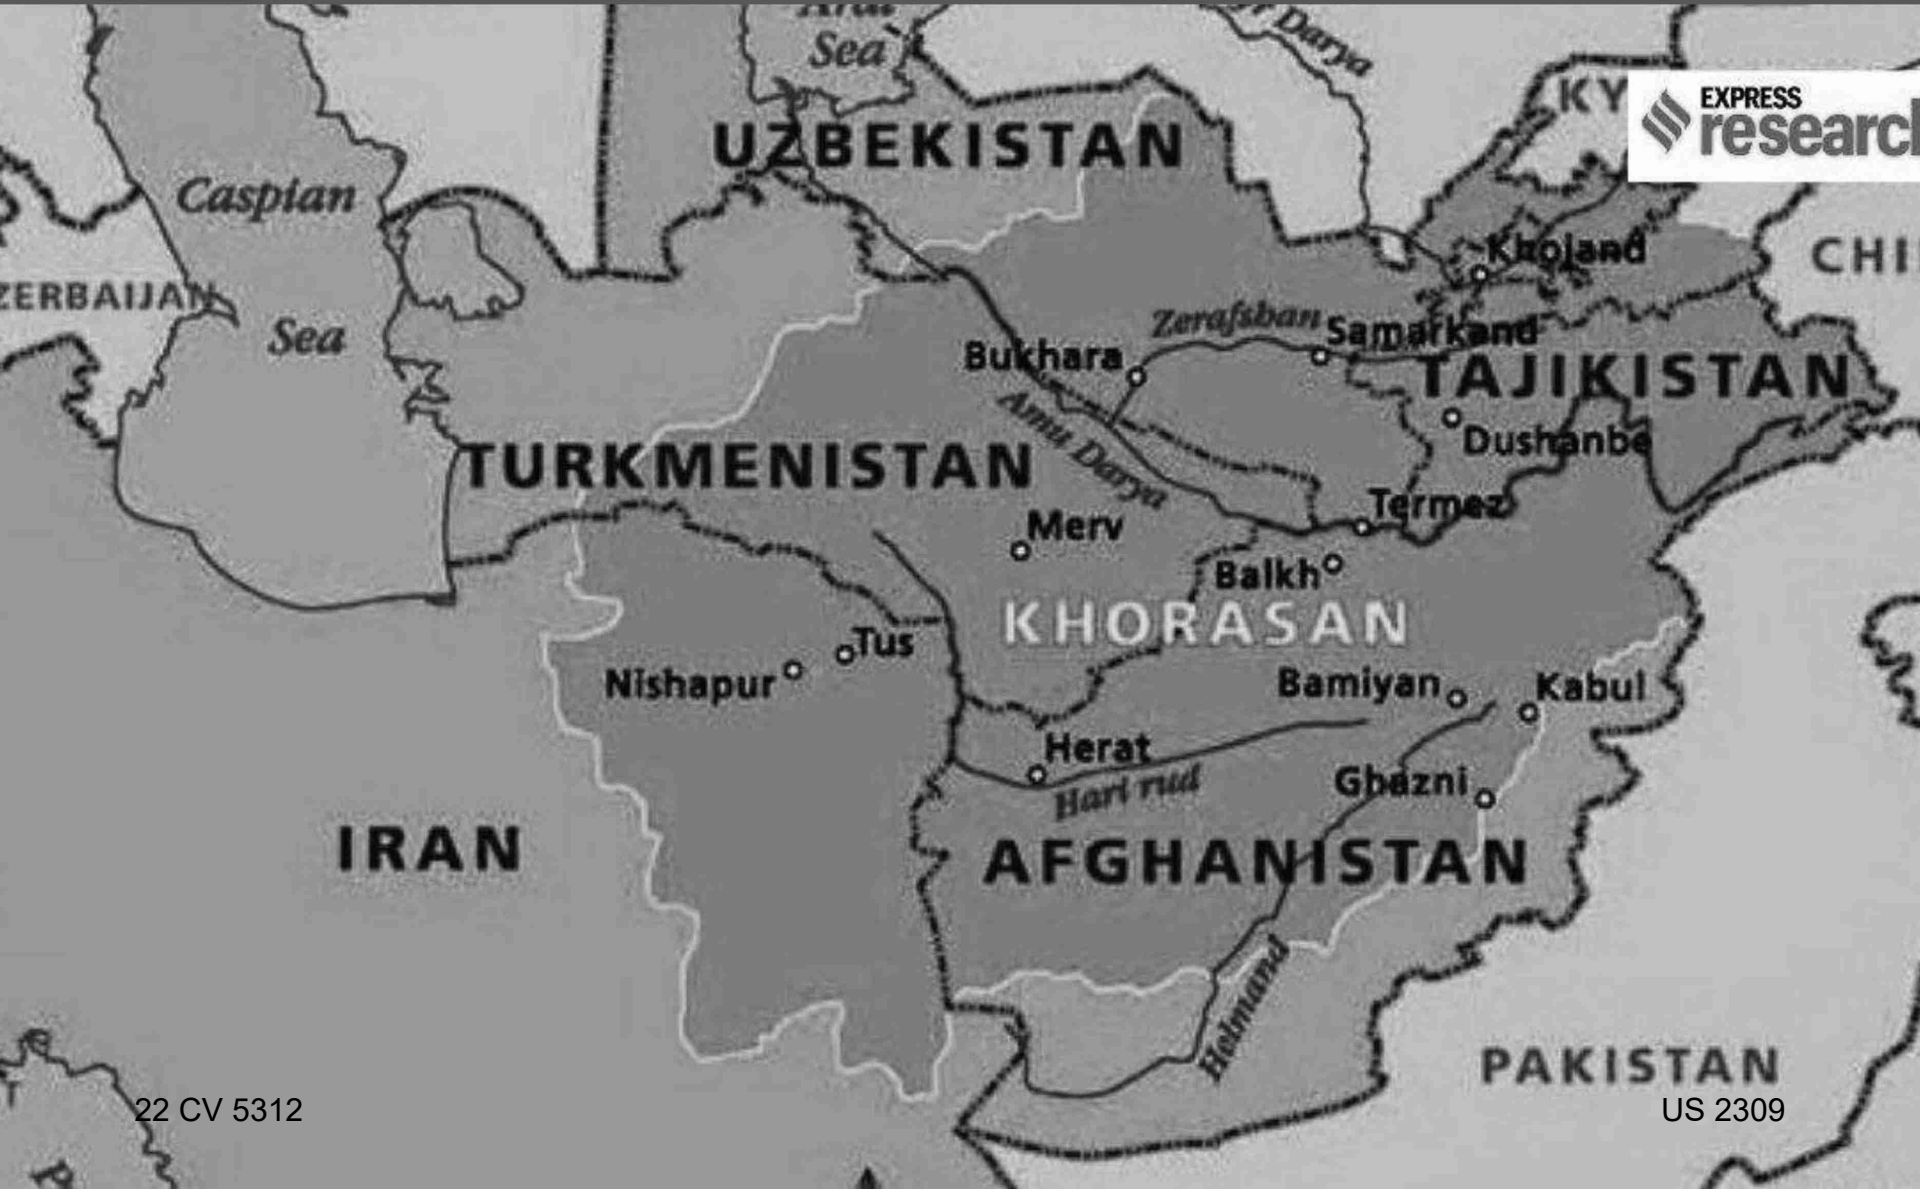 Sea
Darya
UZBEKISTAN
KY
EXPRESS
research
Caspian
Sea
ZERBAIJAN
CHI
Khojand
Zerafshan
Samarkand
Bukhara
TAJIKISTAN
Amu Darya
Dushanbe
TURKMENISTAN
Termez
Merv
Balkh
KHORASAN
Tus
Nishapur
Bamiyan
Kabul
Herat
Hari rud
Ghazni
IRAN
AFGHANISTAN
Helmand
PAKISTAN
22 CV 5312
US 2309